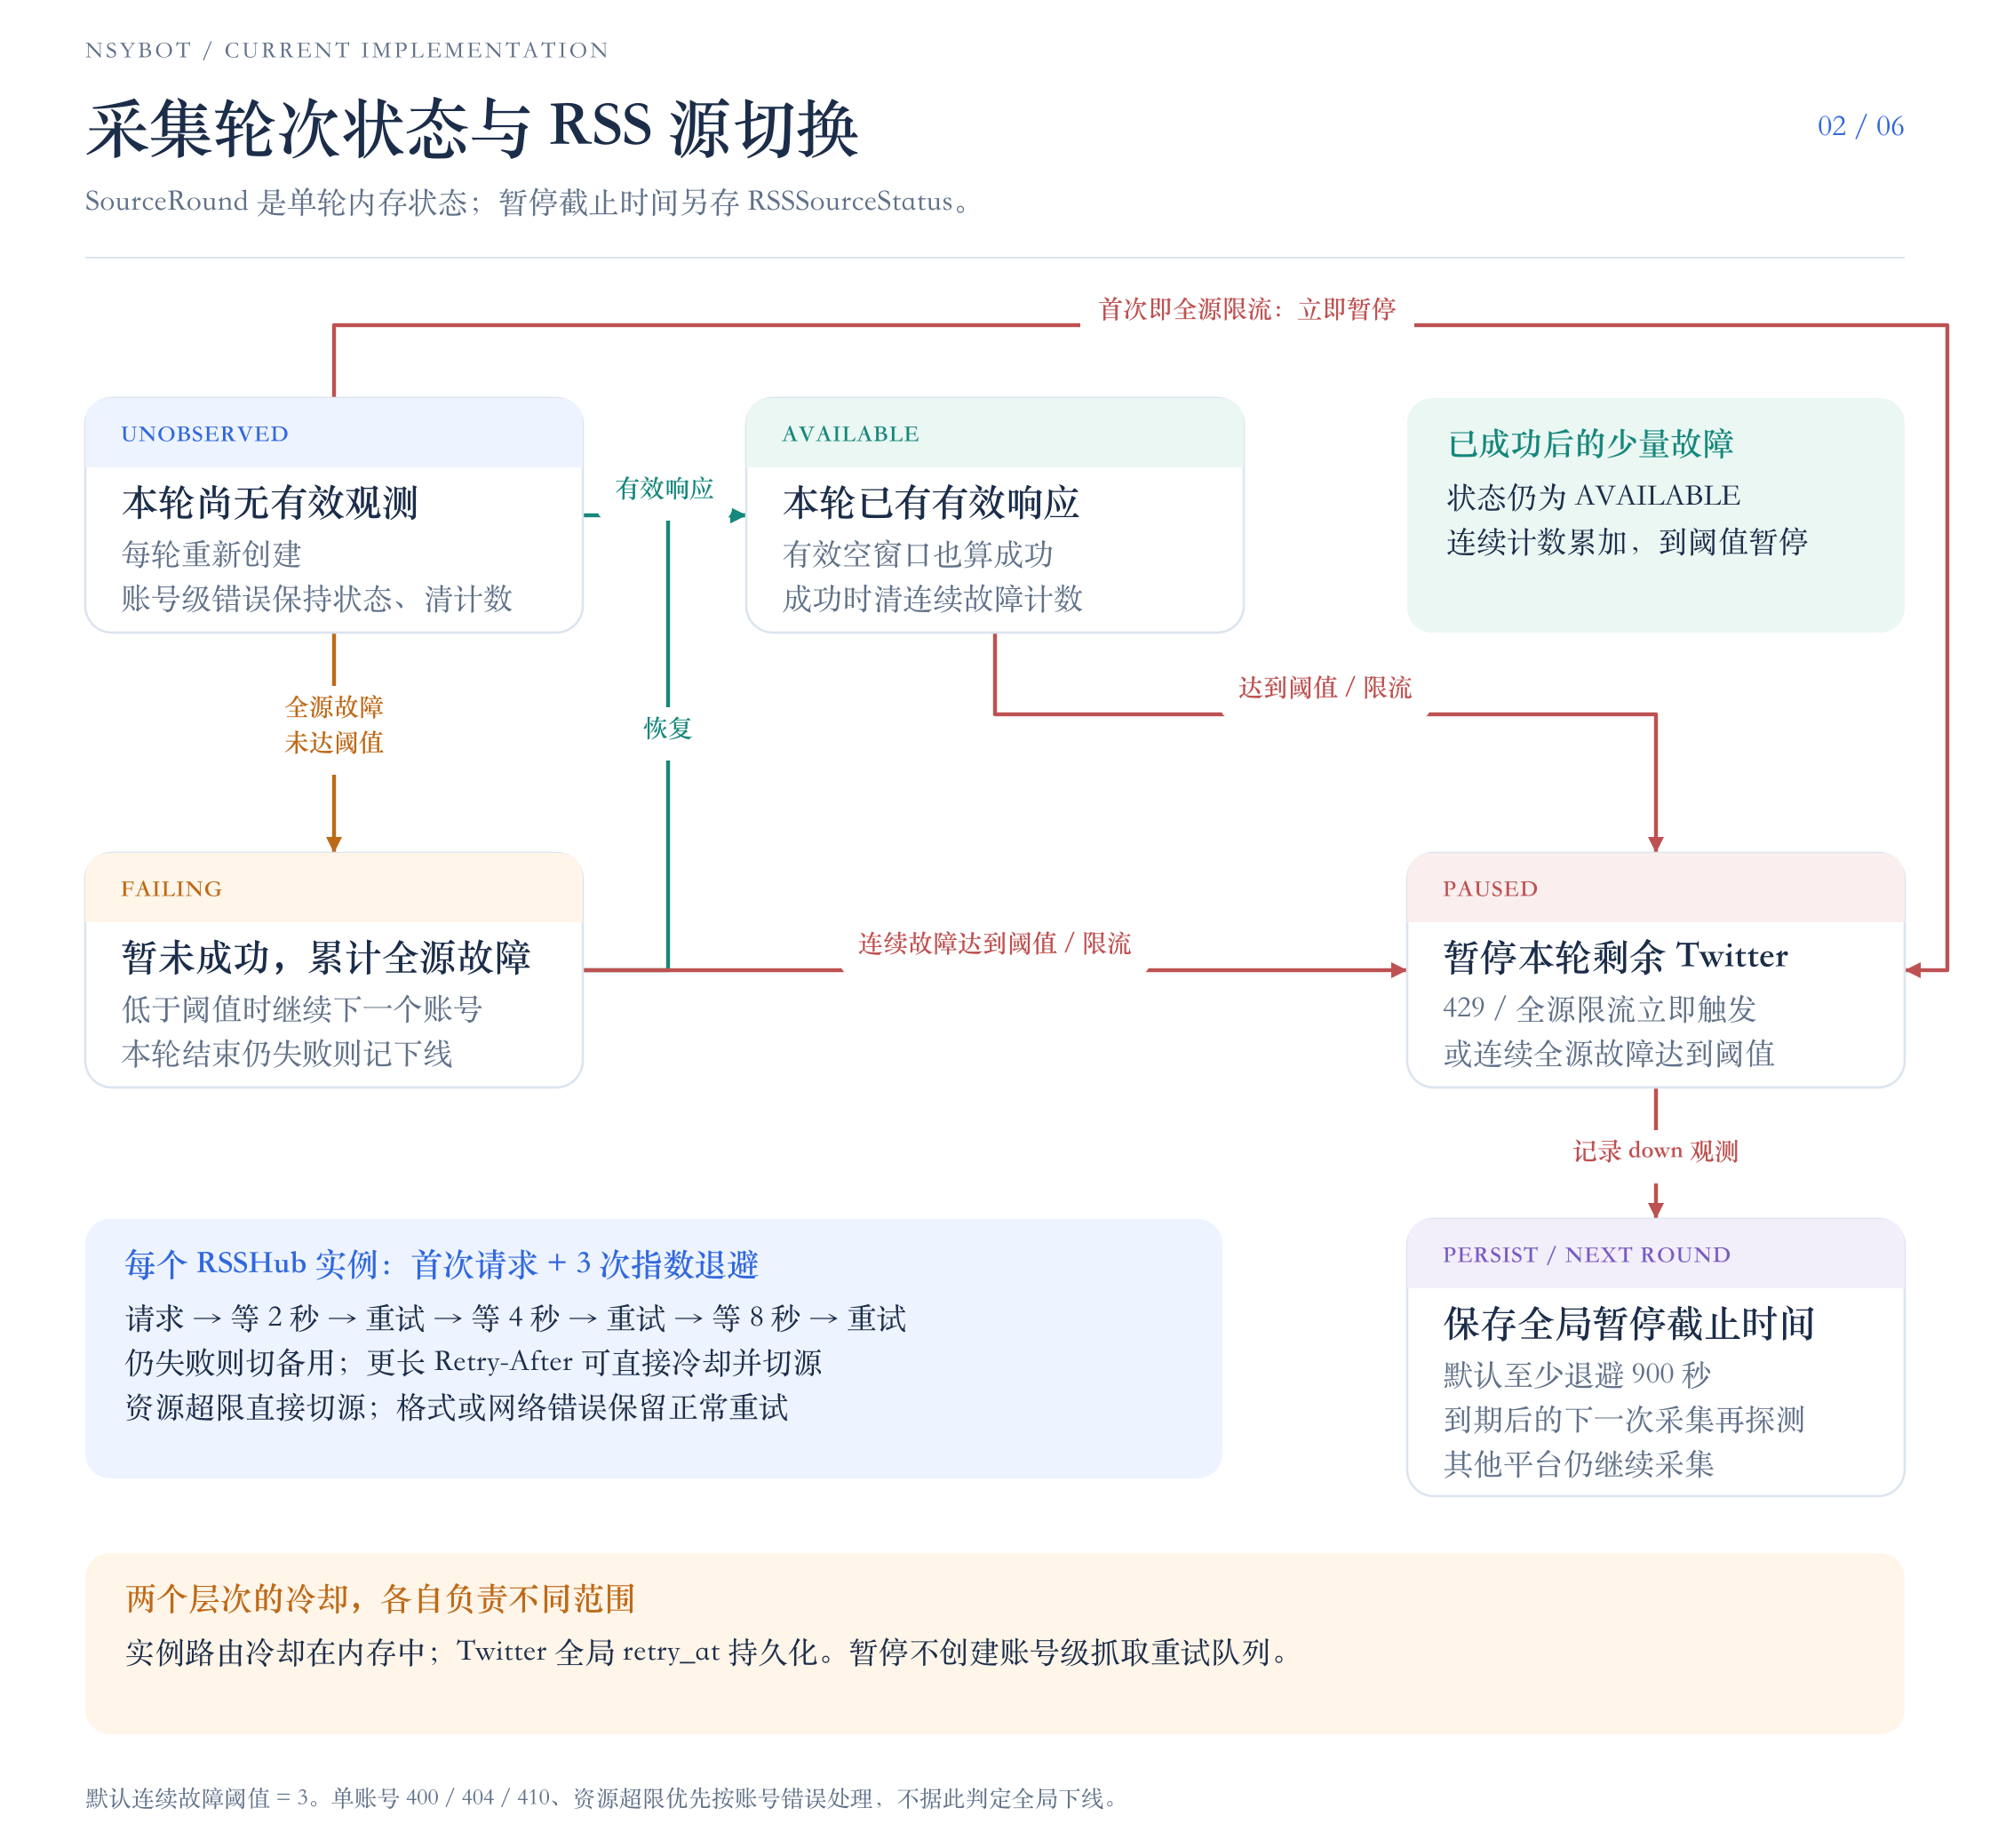 NSYBOT / CURRENT IMPLEMENTATION
采集轮次状态与 RSS 源切换
02 / 06
SourceRound 是单轮内存状态；暂停截止时间另存 RSSSourceStatus。
首次即全源限流：立即暂停
UNOBSERVED
本轮尚无有效观测
每轮重新创建
账号级错误保持状态、清计数
有效响应
AVAILABLE
本轮已有有效响应
有效空窗口也算成功
成功时清连续故障计数
已成功后的少量故障
状态仍为 AVAILABLE
连续计数累加，到阈值暂停
全源故障
未达阈值
恢复
达到阈值 / 限流
FAILING
暂未成功，累计全源故障
低于阈值时继续下一个账号
本轮结束仍失败则记下线
连续故障达到阈值 / 限流
PAUSED
暂停本轮剩余 Twitter
429 / 全源限流立即触发
或连续全源故障达到阈值
记录 down 观测
每个 RSSHub 实例：首次请求 + 3 次指数退避
请求 → 等 2 秒 → 重试 → 等 4 秒 → 重试 → 等 8 秒 → 重试
仍失败则切备用；更长 Retry-After 可直接冷却并切源
资源超限直接切源；格式或网络错误保留正常重试
PERSIST / NEXT ROUND
保存全局暂停截止时间
默认至少退避 900 秒
到期后的下一次采集再探测
其他平台仍继续采集
两个层次的冷却，各自负责不同范围
实例路由冷却在内存中；Twitter 全局 retry_at 持久化。暂停不创建账号级抓取重试队列。
默认连续故障阈值 = 3。单账号 400 / 404 / 410、资源超限优先按账号错误处理，不据此判定全局下线。